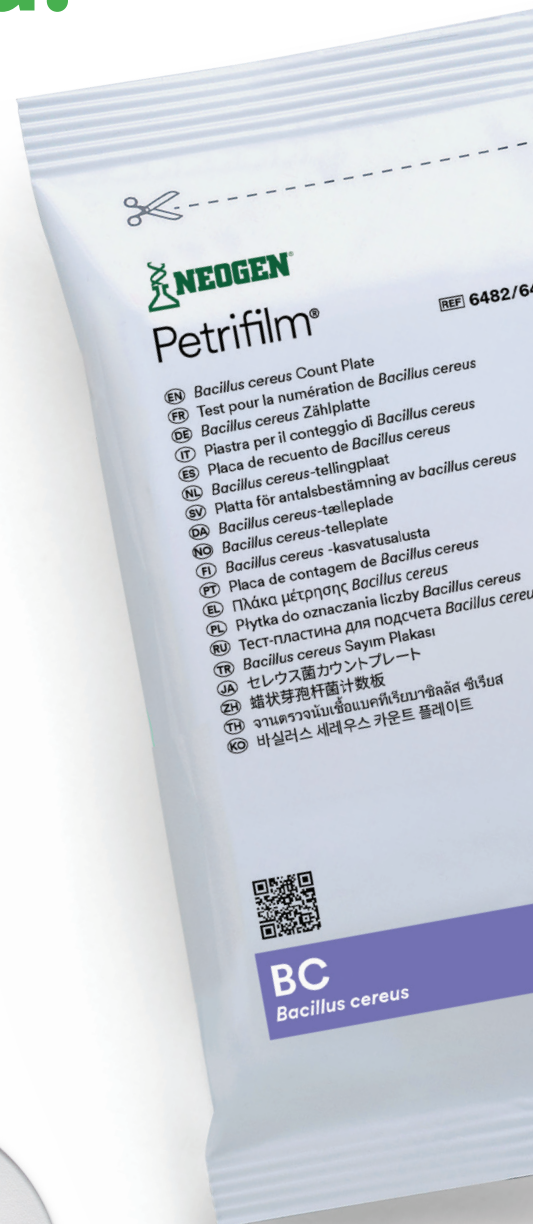 NEOGEN®
Petrifilm®
REF 6482/64
EN Bacillus cereus Count Plate
FR Test pour la numération de Bacillus cereus
DE Bacillus cereus Zählplatte
IT Piastra per il conteggio di Bacillus cereus
ES Placa de recuento de Bacillus cereus
NL Bacillus cereus-tellingplaat
SV Platta för antalsbestämning av bacillus cereus
DA Bacillus cereus-tælleplade
NO Bacillus cereus-telleplate
FI Bacillus cereus -kasvatusalusta
PT Placa de contagem de Bacillus cereus
EL Πλάκα μέτρησης Bacillus cereus
PL Płytka do oznaczania liczby Bacillus cereus
RU Тест-пластина для подсчета Bacillus cereu
TR Bacillus cereus Sayım Plakası
JA セレウス菌カウントプレート
ZH 蜡状芽孢杆菌计数板
TH จานตรวจนับเชื้อแบคทีเรียบาซิลลัส ซีเรียส
KO 바실러스 세레우스 카운트 플레이트
BC
Bacillus cereus